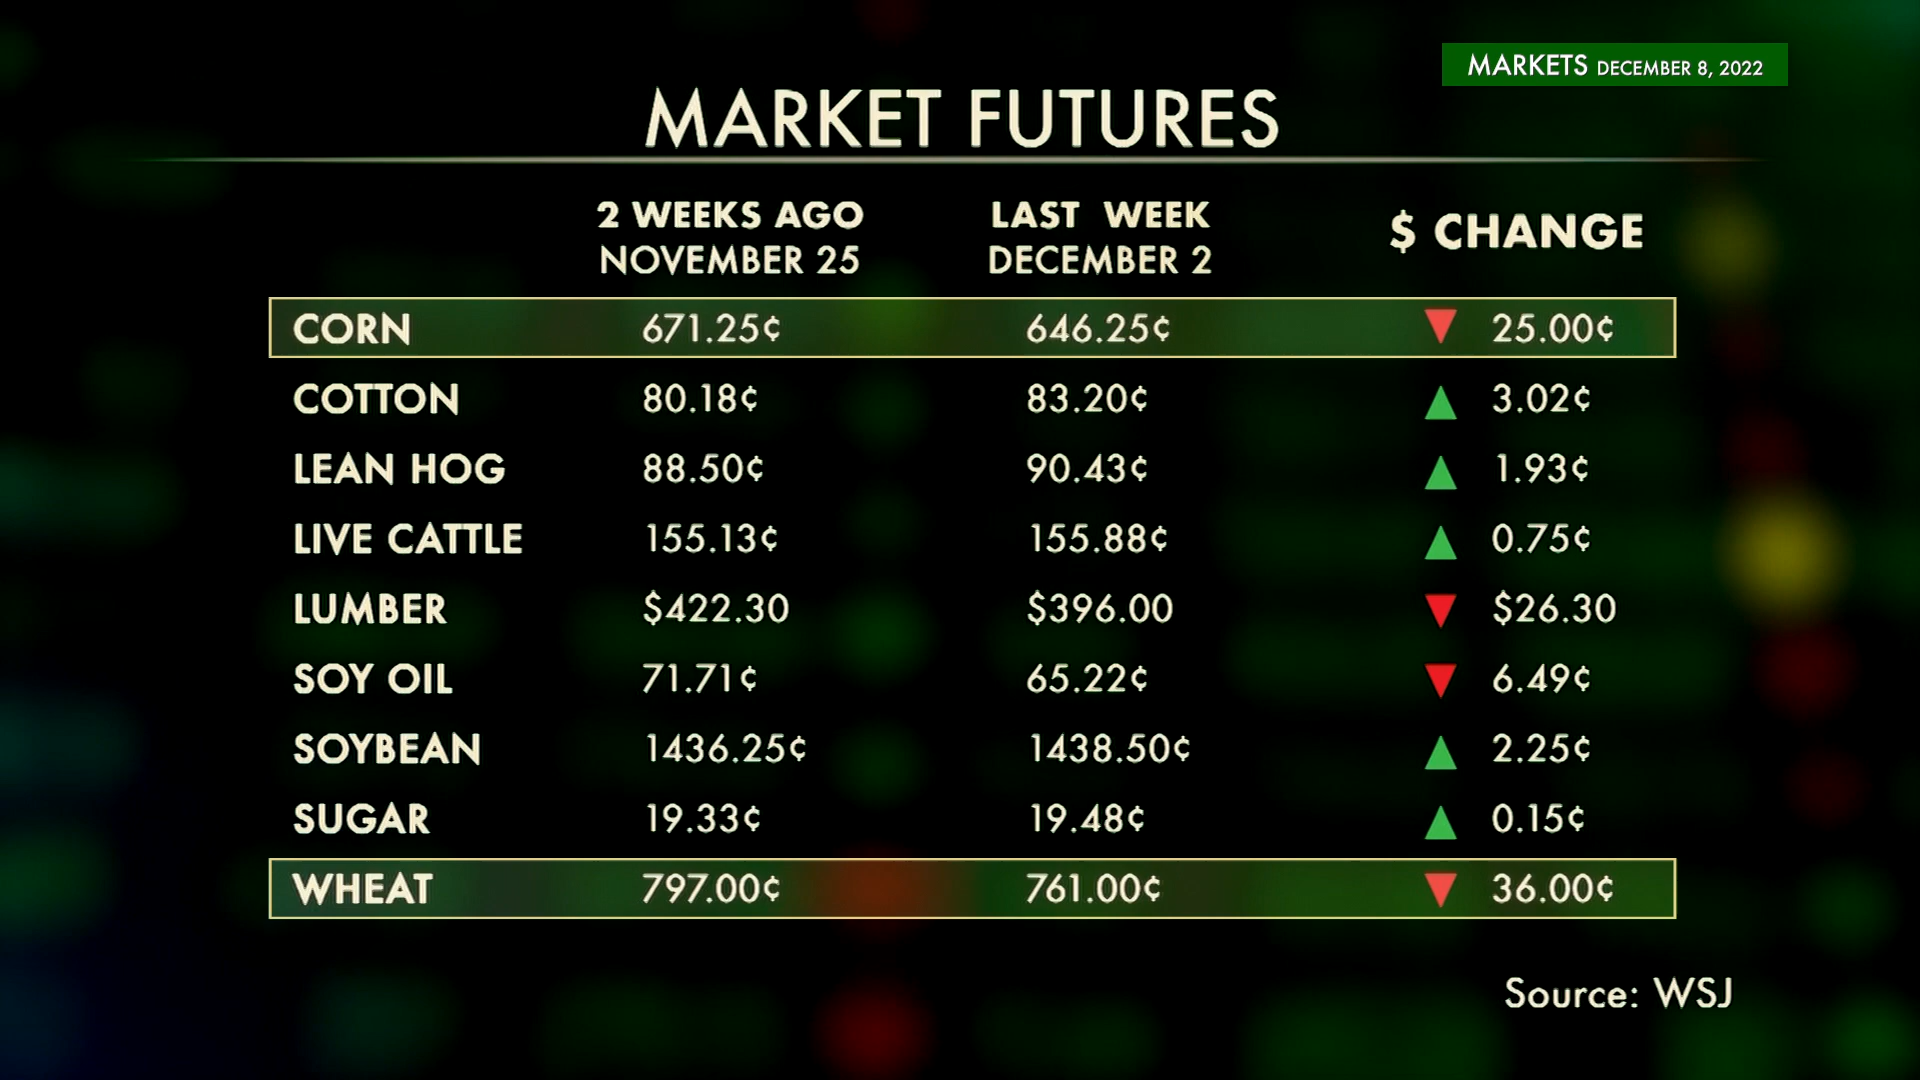 MARKETS DECEMBER 8, 2022
MARKET FUTURES
2 WEEKS AGO LAST WEEK $ CHANGE
NOVEMBER 25 DECEMBER 2
CORN 671.25¢ 646.25¢ ▼ 25.00¢
COTTON 80.18¢ 83.20¢ ▲ 3.02¢
LEAN HOG 88.50¢ 90.43¢ ▲ 1.93¢
LIVE CATTLE 155.13¢ 155.88¢ ▲ 0.75¢
LUMBER $422.30 $396.00 ▼ $26.30
SOY OIL 71.71¢ 65.22¢ ▼ 6.49¢
SOYBEAN 1436.25¢ 1438.50¢ ▲ 2.25¢
SUGAR 19.33¢ 19.48¢ ▲ 0.15¢
WHEAT 797.00¢ 761.00¢ ▼ 36.00¢
Source: WSJ